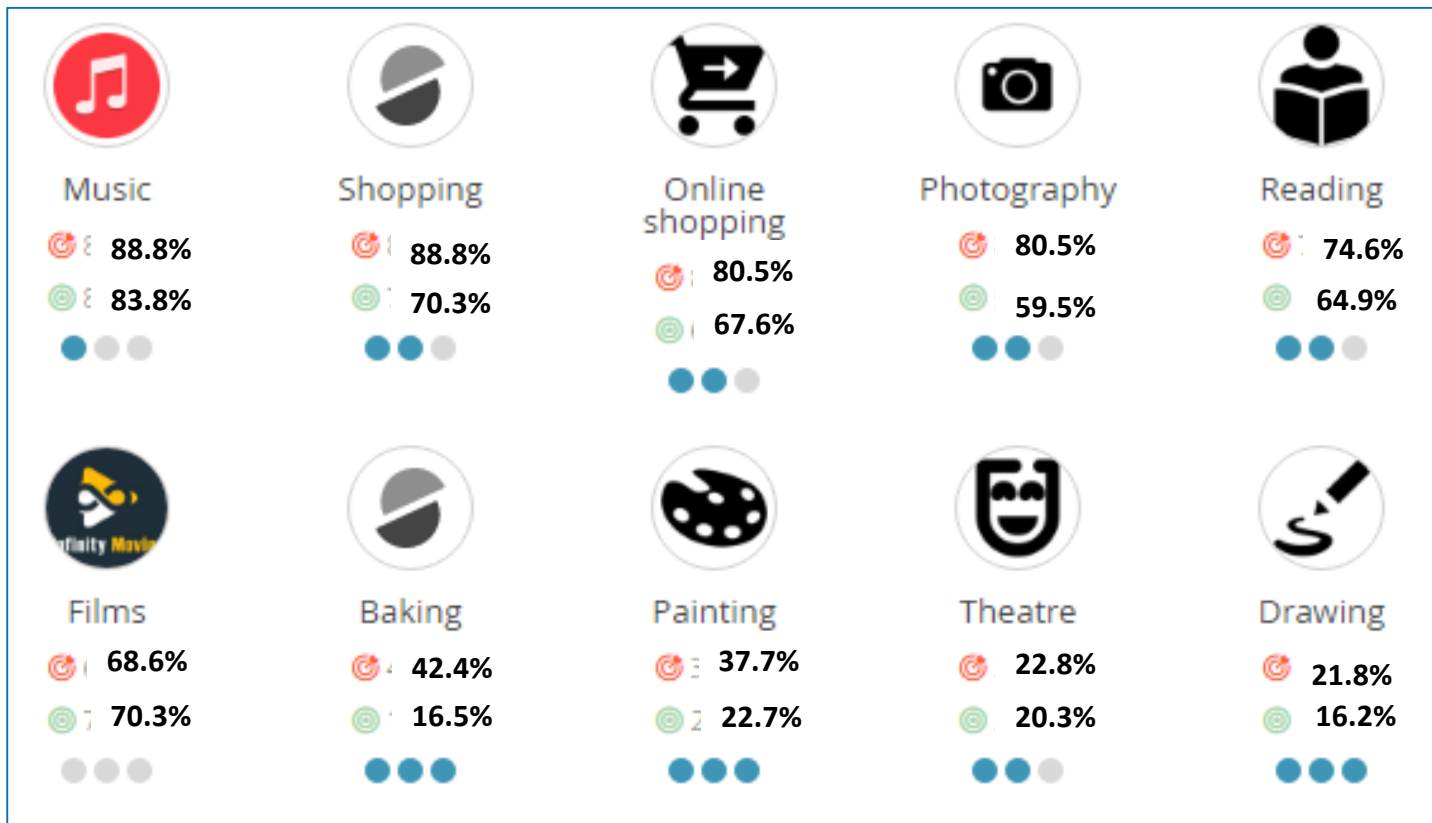 Music
88.8%
83.8%
Shopping
88.8%
70.3%
Online
shopping
80.5%
67.6%
Photography
80.5%
59.5%
Reading
74.6%
64.9%
Films
68.6%
70.3%
Baking
42.4%
16.5%
Painting
37.7%
22.7%
Theatre
22.8%
20.3%
Drawing
21.8%
16.2%